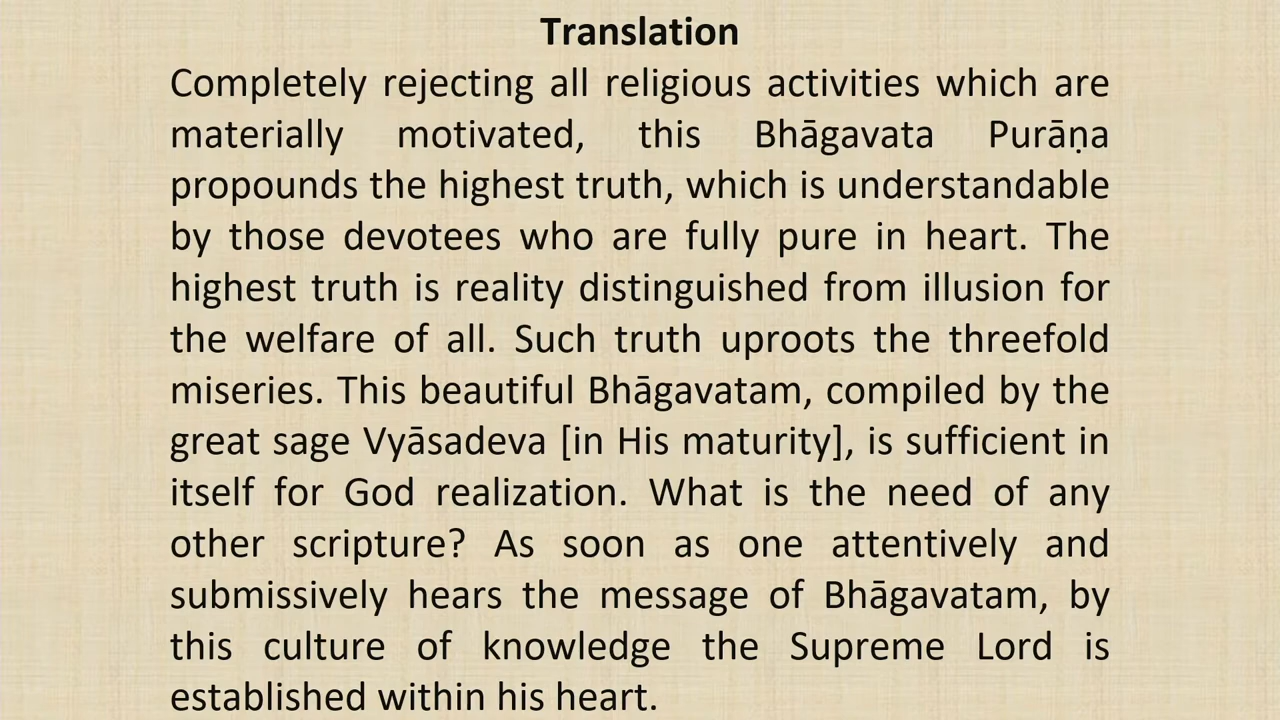 Translation
Completely rejecting all religious activities which are
materially motivated, this Bhāgavata Purāṇa
propounds the highest truth, which is understandable
by those devotees who are fully pure in heart. The
highest truth is reality distinguished from illusion for
the welfare of all. Such truth uproots the threefold
miseries. This beautiful Bhāgavatam, compiled by the
great sage Vyāsadeva [in His maturity], is sufficient in
itself for God realization. What is the need of any
other scripture? As soon as one attentively and
submissively hears the message of Bhāgavatam, by
this culture of knowledge the Supreme Lord is
established within his heart.